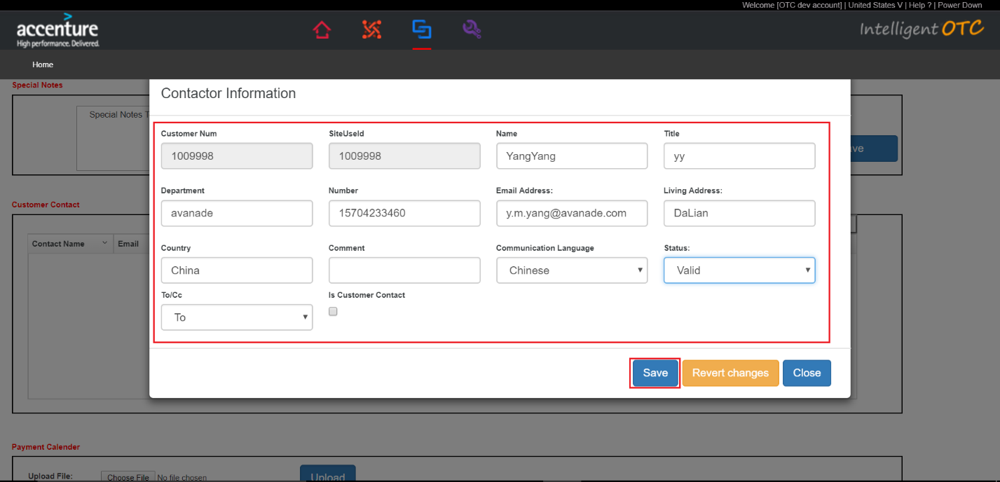 Welcome [OTC dev account] | United States V | Help ? | Power Down
accenture
High performance. Delivered.
Intelligent OTC
Home
Special Notes
Special Notes T
Contactor Information
Customer Num
SiteUseId
Name
Title
1009998
1009998
YangYang
yy
Department
Number
Email Address:
Living Address:
avanade
15704233460
y.m.yang@avanade.com
DaLian
Country
Comment
Communication Language
Status:
China
Chinese
Valid
To/Cc
Is Customer Contact
To
Save
Revert changes
Close
ve
Customer Contact
Contact Name
Email
Payment Calender
Upload File:
Choose File
No file chosen
Upload